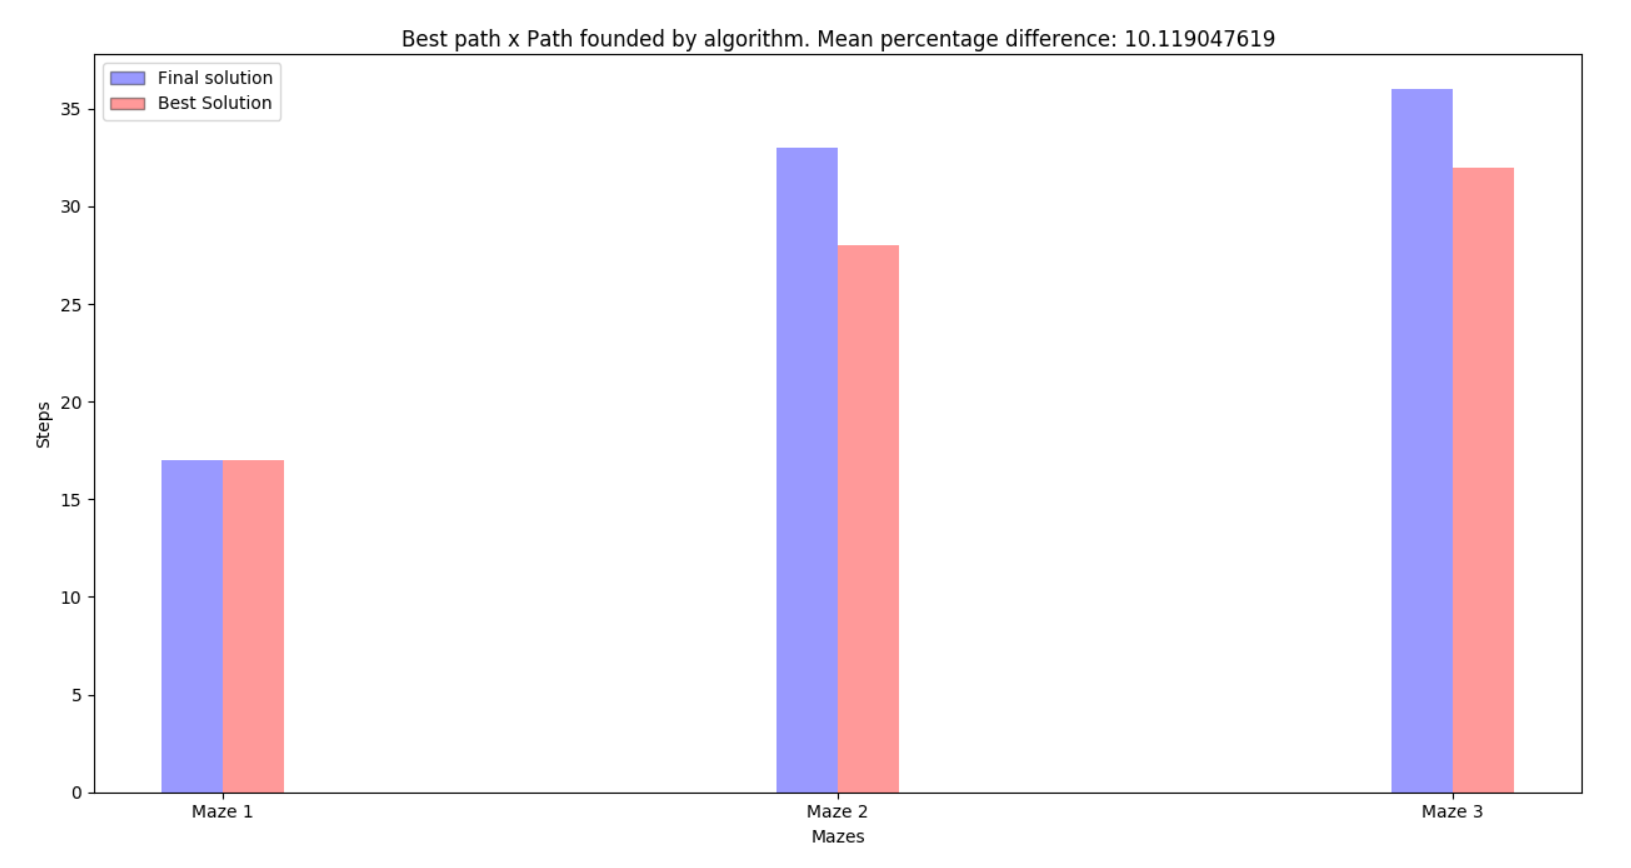 Best path x Path founded by algorithm. Mean percentage difference: 10.119047619
Final solution
Best Solution
35
30
25
20
15
10
5
0
Steps
Maze 1
Maze 2
Maze 3
Mazes